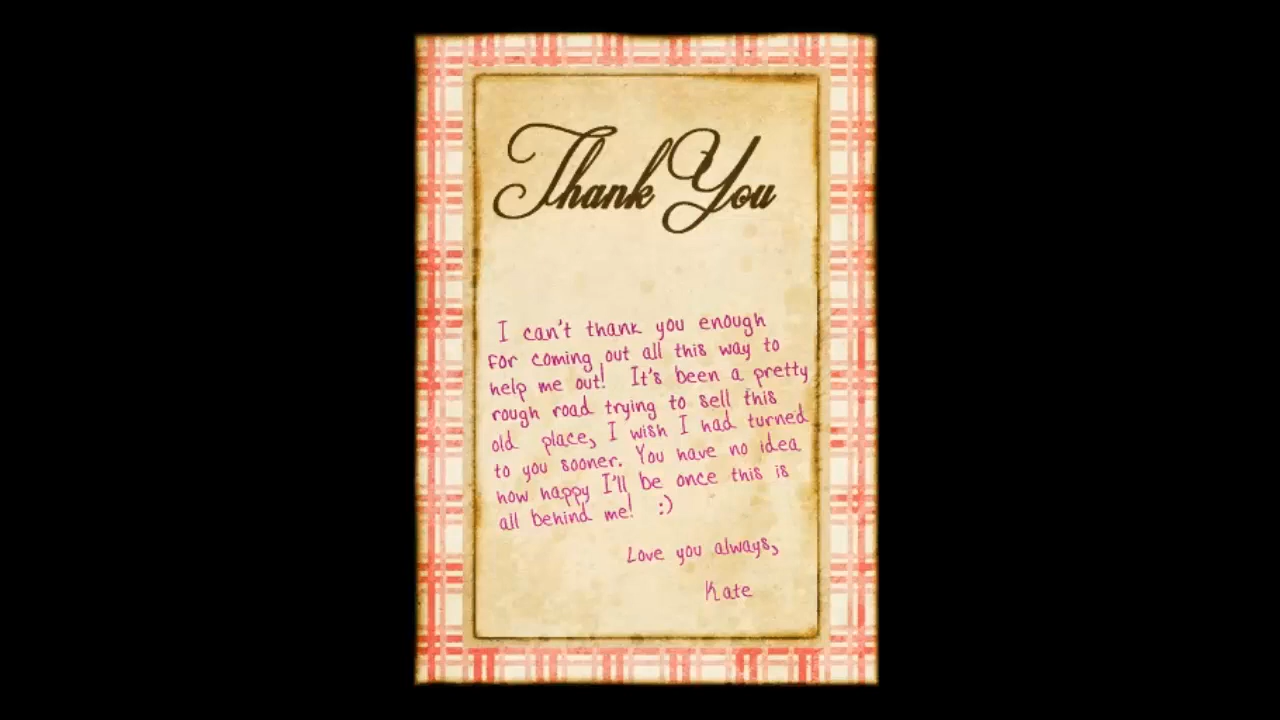 Thank You
I can't thank you enough
for coming out all this way to
help me out! It's been a pretty
rough road trying to sell this
old place, I wish I had turned
to you sooner. You have no idea
how happy I'll be once this is
all behind me! :)
Love you always,
Kate